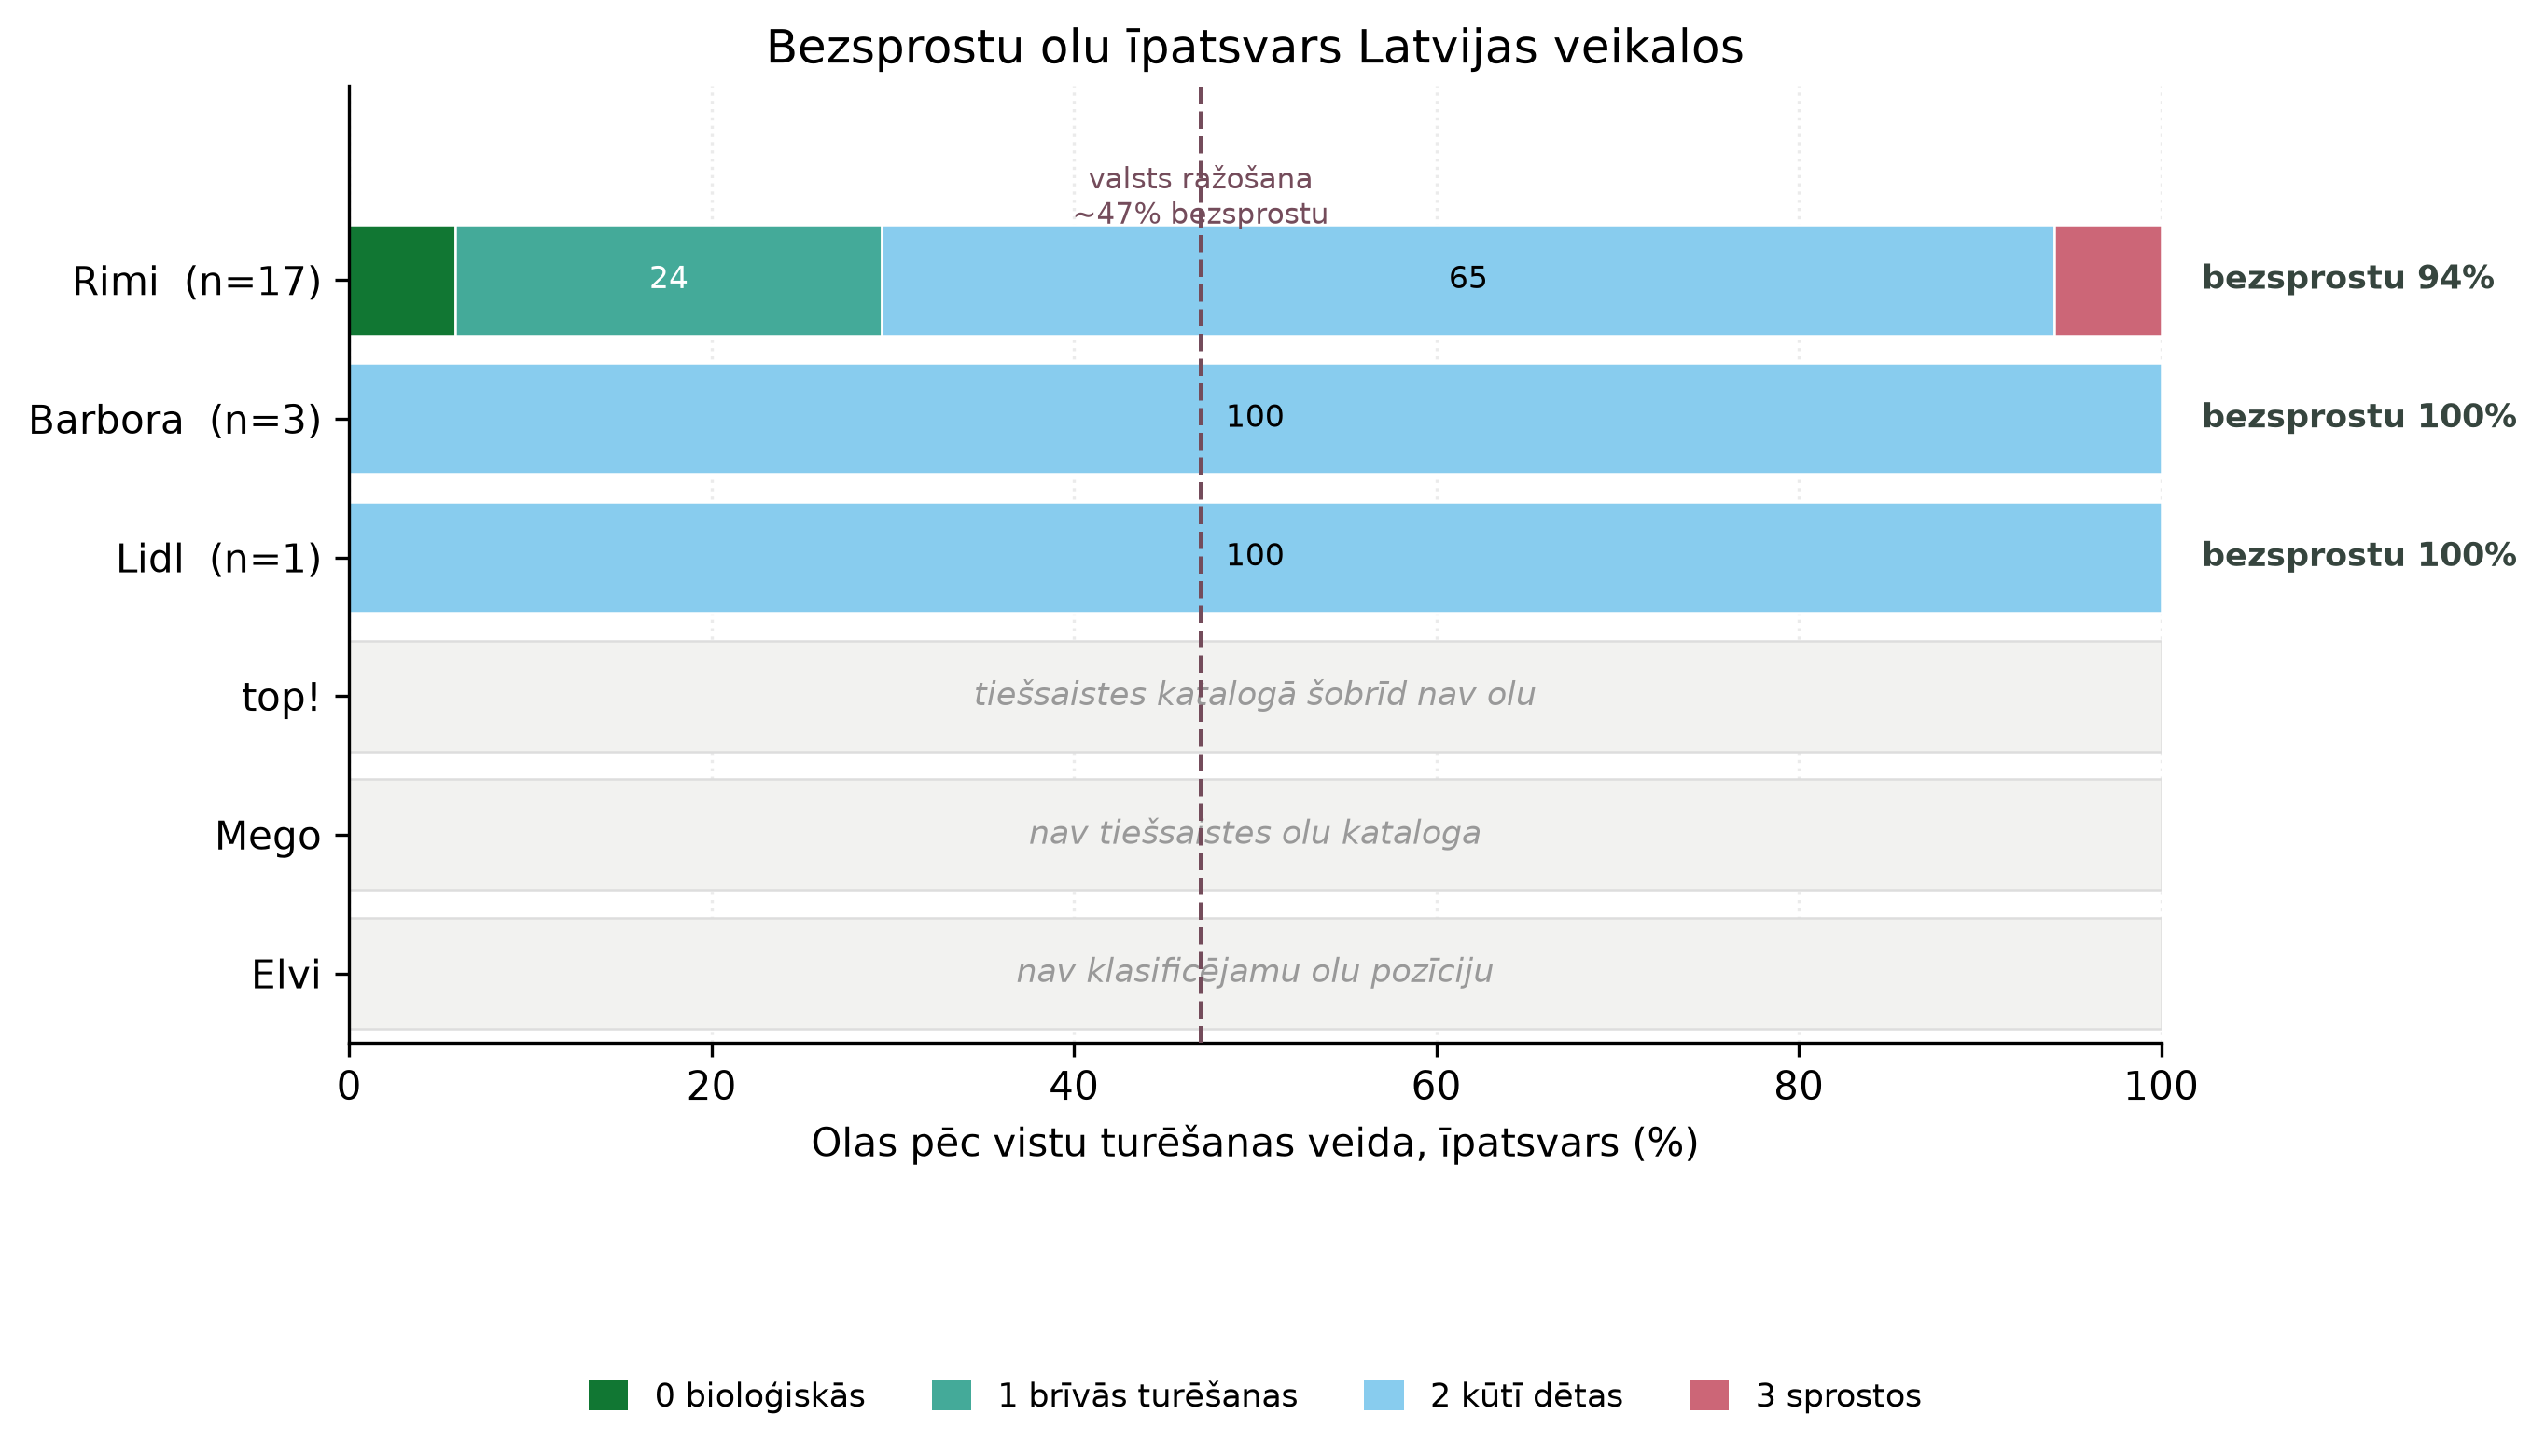 Bezsprostu olu īpatsvars Latvijas veikalos
valsts ražošana
~47% bezsprostu
Rimi (n=17)
24
65
bezsprostu 94%
Barbora (n=3)
100
bezsprostu 100%
Lidl (n=1)
100
bezsprostu 100%
top!
tiešsaistes katalogā šobrīd nav olu
Mego
nav tiešsaistes olu kataloga
Elvi
nav klasificējamu olu pozīciju
0 20 40 60 80 100
Olas pēc vistu turēšanas veida, īpatsvars (%)
0 bioloģiskās 1 brīvās turēšanas 2 kūtī dētas 3 sprostos